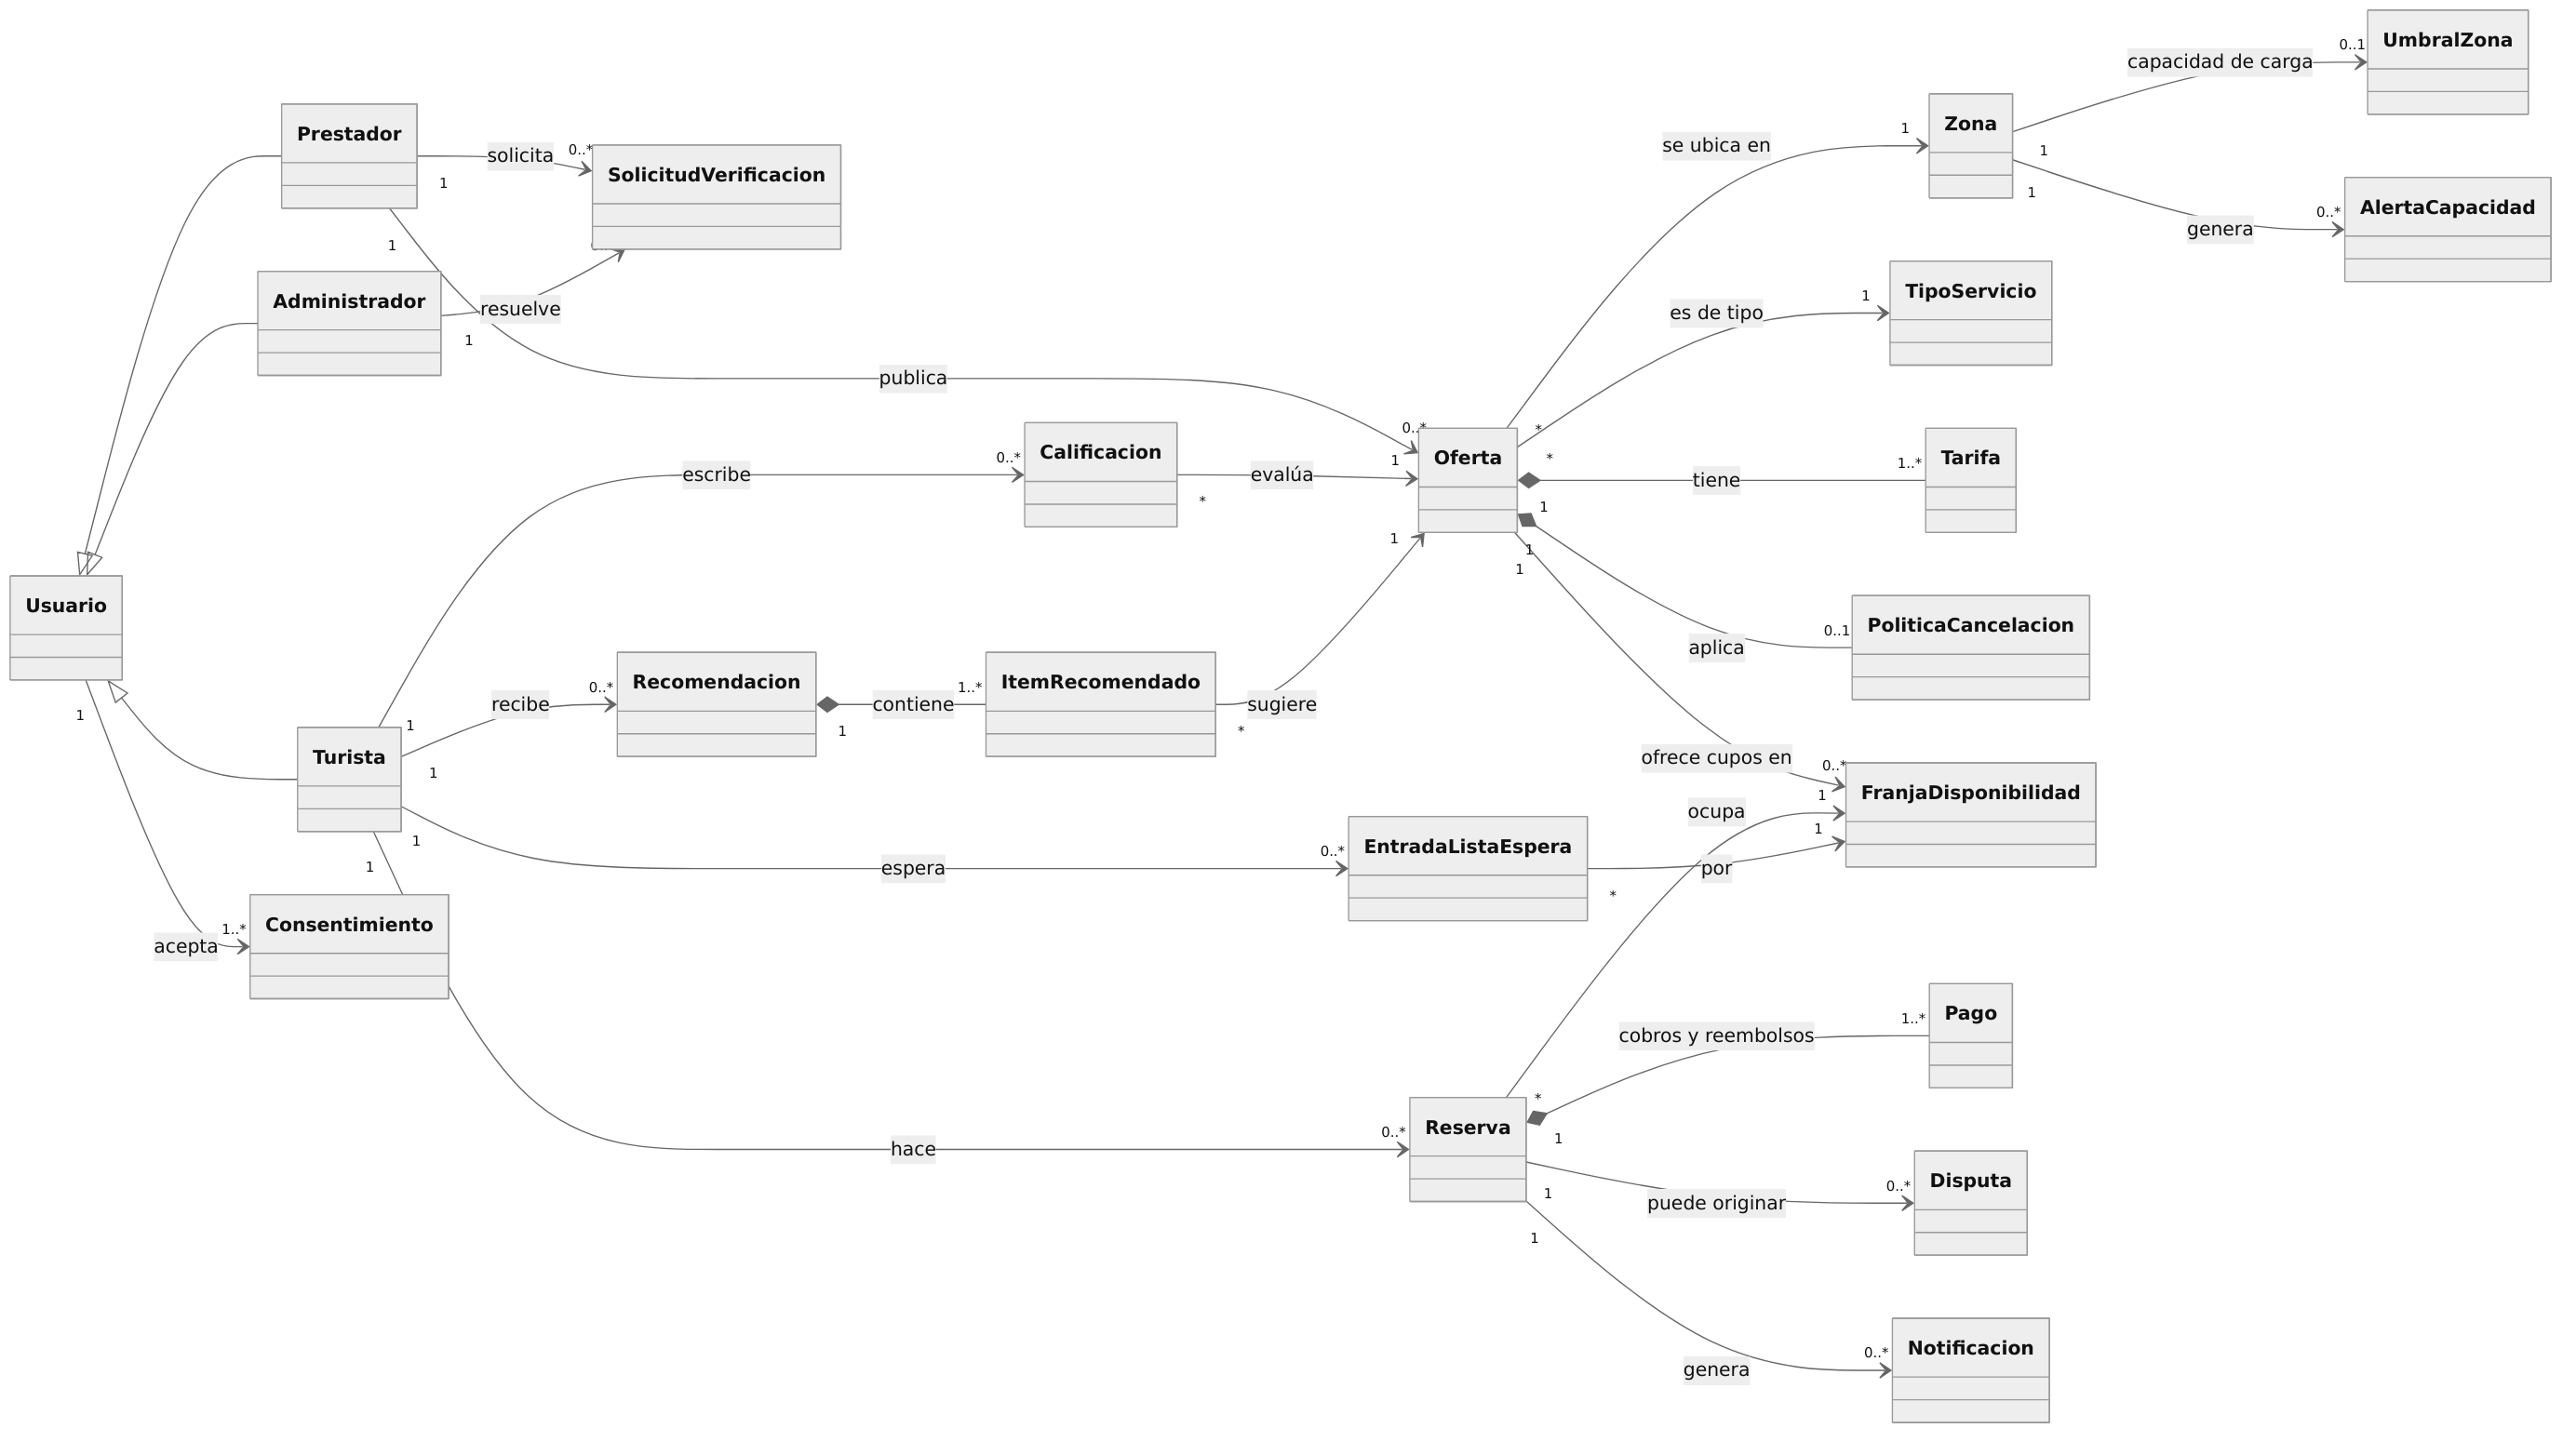 UmbralZona
0..1
capacidad de carga
Zona
1
1
se ubica en
1
AlertaCapacidad
0..*
genera
Prestador
solicita
0..*
1
SolicitudVerificacion
1
Administrador
resuelve
1
publica
0..*
TipoServicio
1
es de tipo
*
*
Calificacion
0..*
escribe
evalúa
1
*
Oferta
Tarifa
1..*
tiene
1
1
1
1
Usuario
1
PoliticaCancelacion
0..1
aplica
Recomendacion
0..*
recibe
1
contiene
1..*
ItemRecomendado
sugiere
*
Turista
1
1
1
1
ofrece cupos en
0..*
FranjaDisponibilidad
1
1
ocupa
EntradaListaEspera
0..*
espera
por
*
Consentimiento
1..*
acepta
Pago
1..*
cobros y reembolsos
*
1
Reserva
0..*
hace
1
1
Disputa
0..*
puede originar
Notificacion
0..*
genera